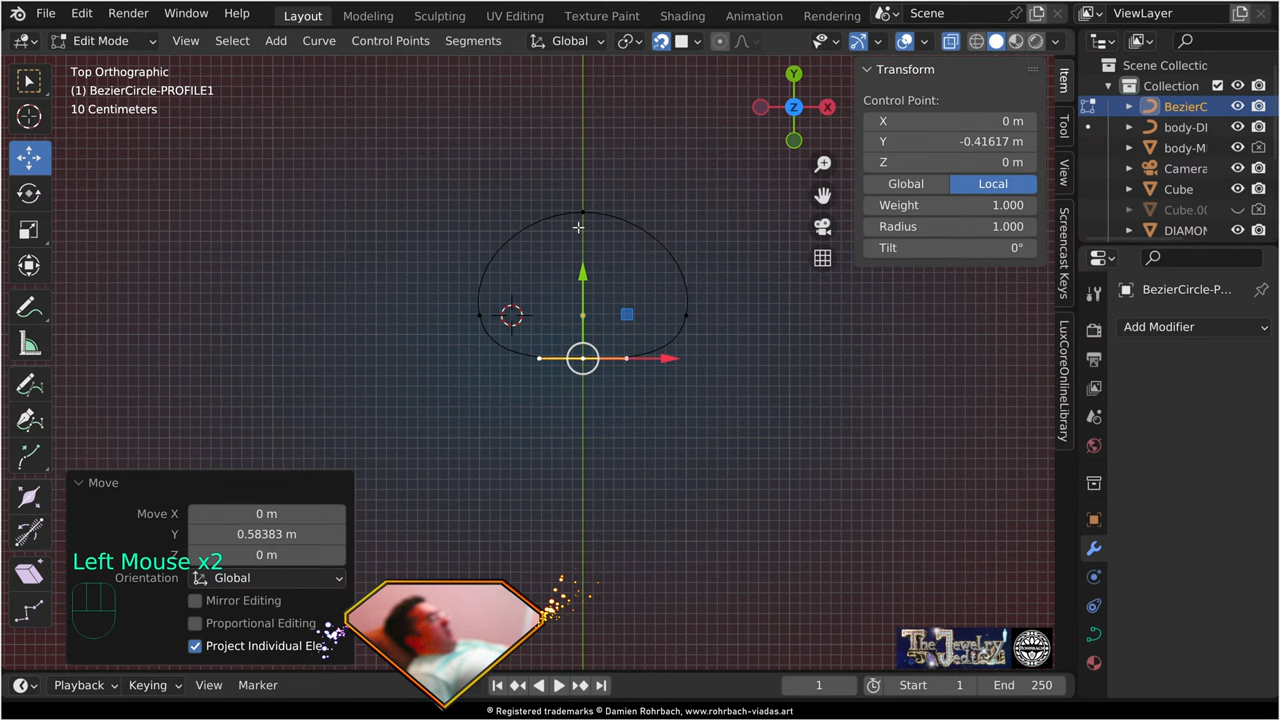 File Edit Render Window Help Layout Modeling Sculpting UV Editing Texture Paint Shading Animation Rendering Scene ViewLayer
Edit Mode View Select Add Curve Control Points Segments Global
Top Orthographic
(1) BezierCircle-PROFILE1
10 Centimeters
Y
Z
X
Transform
Control Point:
X 0 m
Y -0.41617 m
Z 0 m
Global Local
Weight 1.000
Radius 1.000
Tilt 0°
Item
Tool
View
Screencast Keys
LuxCoreOnlineLibrary
Scene Collectic
Collection
BezierC
body-DI
body-M
Camera
Cube
Cube.00
DIAMON
BezierCircle-P...
Add Modifier
Move
Move X 0 m
Y 0.58383 m
Z 0 m
Left Mouse x2
Orientation Global
Mirror Editing
Proportional Editing
Project Individual Ele
The Jewelry
Vedias
ROHRBACH
Playback Keying View Marker 1 Start 1 End 250
® Registered trademarks © Damien Rohrbach, www.rohrbach-viadas.art